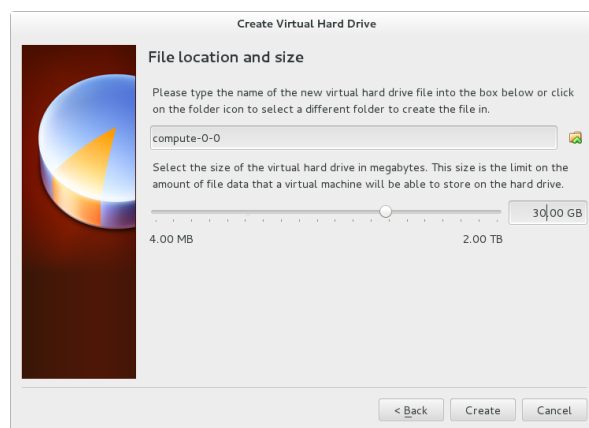 Create Virtual Hard Drive
File location and size
Please type the name of the new virtual hard drive file into the box below or click
on the folder icon to select a different folder to create the file in.
compute-0-0
Select the size of the virtual hard drive in megabytes. This size is the limit on the
amount of file data that a virtual machine will be able to store on the hard drive.
30.00 GB
4.00 MB 2.00 TB
< Back Create Cancel